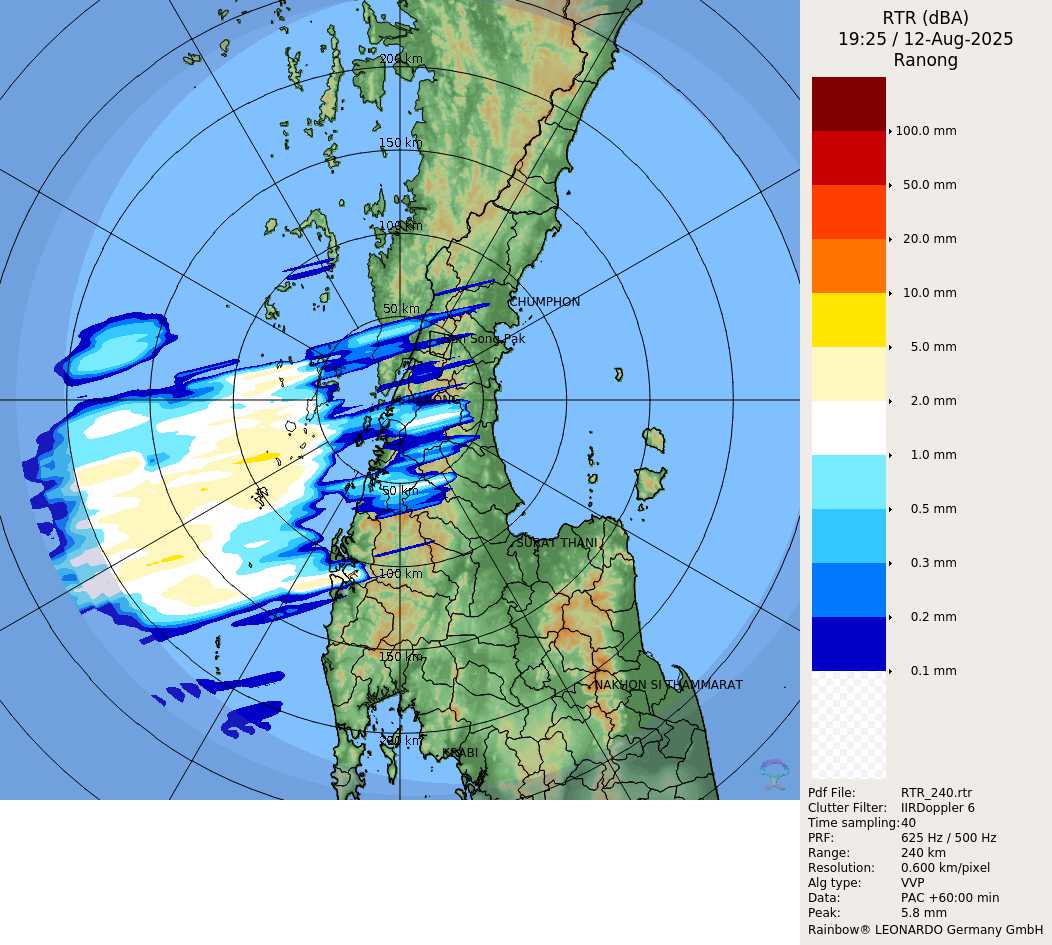 RTR (dBA)
19:25 / 12-Aug-2025
Ranong
200 km
150 km
100 km
50 km
CHUMPHON
Song Pak
50 km
100 km
SURAT THANI
150 km
NAKHON SI THAMMARAT
200 km
KRABI
100.0 mm
50.0 mm
20.0 mm
10.0 mm
5.0 mm
2.0 mm
1.0 mm
0.5 mm
0.3 mm
0.2 mm
0.1 mm
Pdf File: RTR_240.rtr
Clutter Filter: IIRDoppler 6
Time sampling: 40
PRF: 625 Hz / 500 Hz
Range: 240 km
Resolution: 0.600 km/pixel
Alg type: VVP
Data: PAC +60:00 min
Peak: 5.8 mm
Rainbow® LEONARDO Germany GmbH